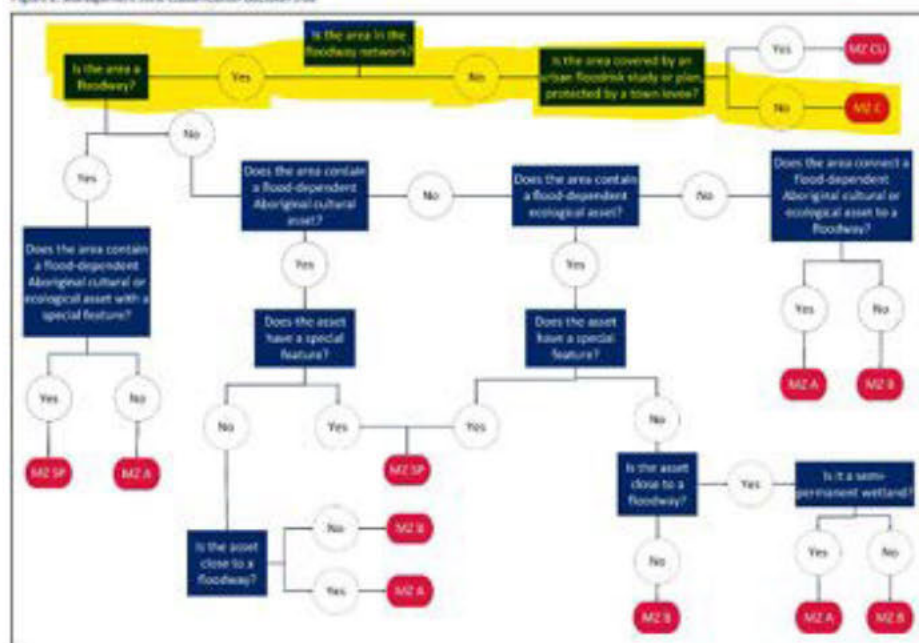 Is the area in the
floodway network?
Is the area a
floodway?
Yes
No
Is the area covered by an
urban floodrisk study or plan,
protected by a town levee?
Yes
MZ CU
No
MZ C
Yes
No
Does the area contain
a flood-dependent
Aboriginal cultural
asset?
No
Does the area contain
a flood-dependent
ecological asset?
No
Does the area connect a
flood-dependent
Aboriginal cultural or
ecological asset to a
floodway?
Does the area contain
a flood-dependent
Aboriginal cultural or
ecological asset with a
special feature?
Yes
Yes
Yes
No
Does the asset
have a special
feature?
Does the asset
have a special
feature?
MZ A
MZ B
Yes
No
No
Yes
Yes
No
MZ SP
MZ A
MZ SP
Is the asset
close to a
floodway?
Yes
Is it a semi-
permanent wetland?
Is the asset
close to a
floodway?
No
MZ B
Yes
MZ A
No
MZ B
Yes
No
MZ A
MZ B